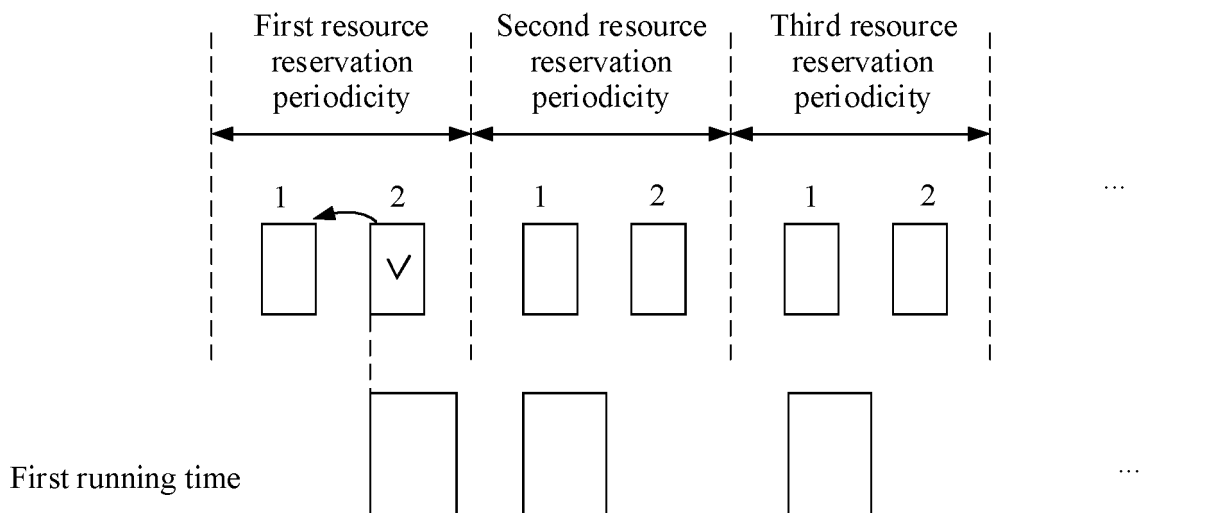 First resource
reservation
periodicity
Second resource
reservation
periodicity
Third resource
reservation
periodicity
1
2
1
2
1
2
...
First running time
...